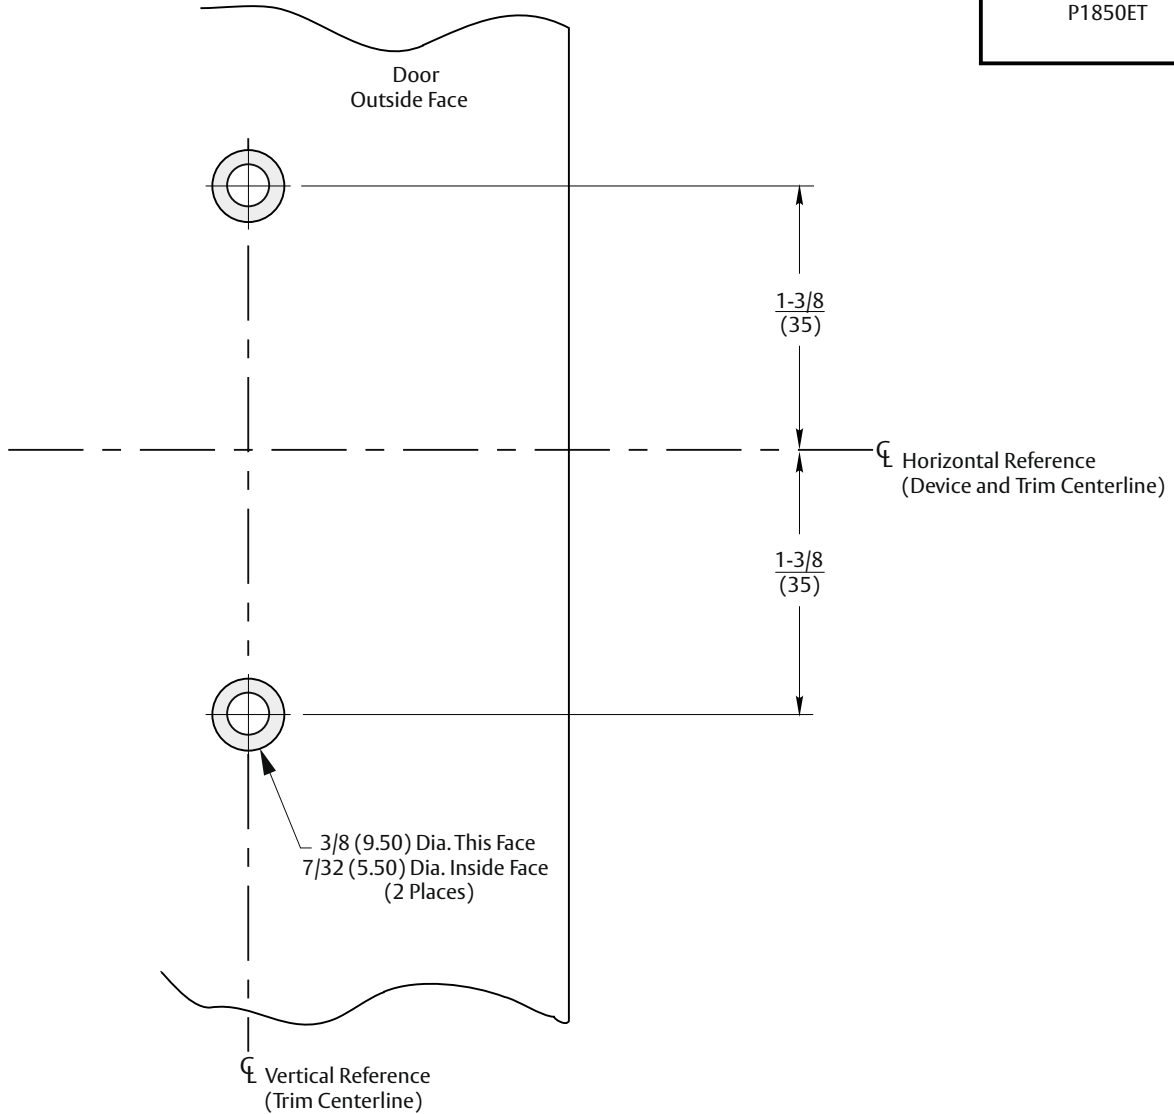 P1850ET
Door
Outside Face
1-3/8
(35)
℄ Horizontal Reference
(Device and Trim Centerline)
1-3/8
(35)
3/8 (9.50) Dia. This Face
7/32 (5.50) Dia. Inside Face
(2 Places)
℄ Vertical Reference
(Trim Centerline)